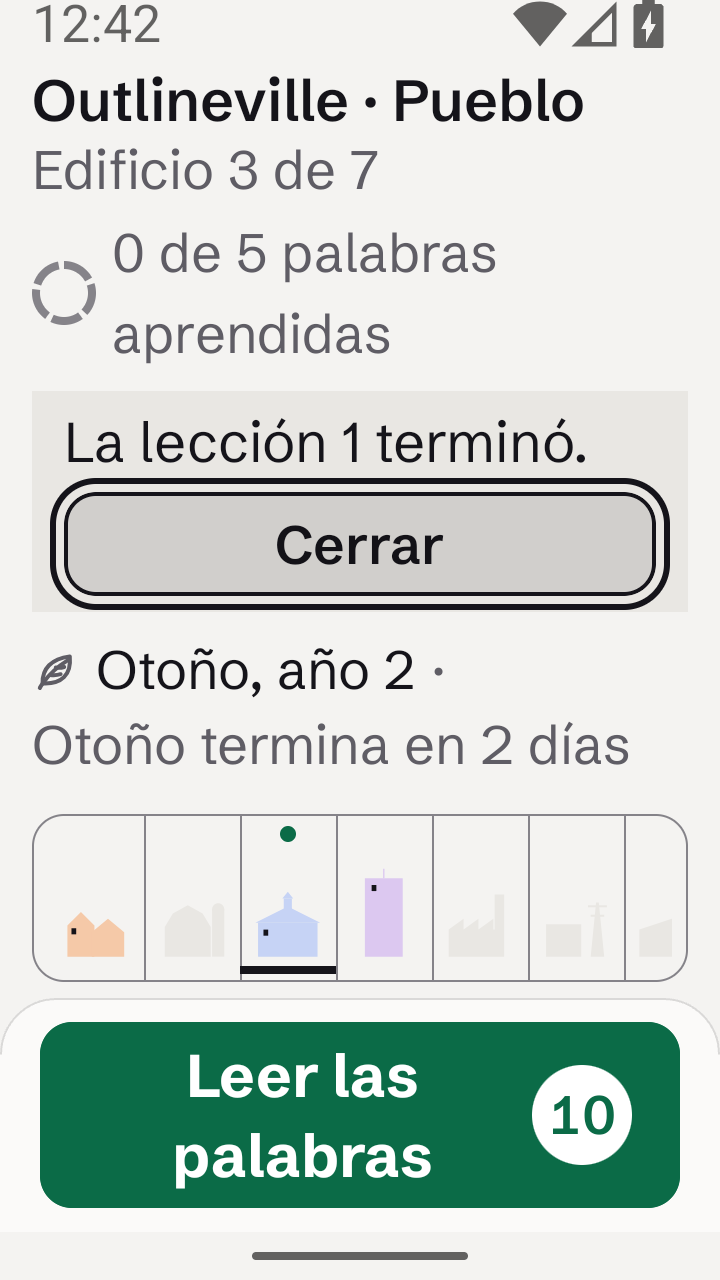 12:42
Outlineville · Pueblo
Edificio 3 de 7
0 de 5 palabras
aprendidas
La lección 1 terminó.
Cerrar
Otoño, año 2 ·
Otoño termina en 2 días
Leer las
palabras
10